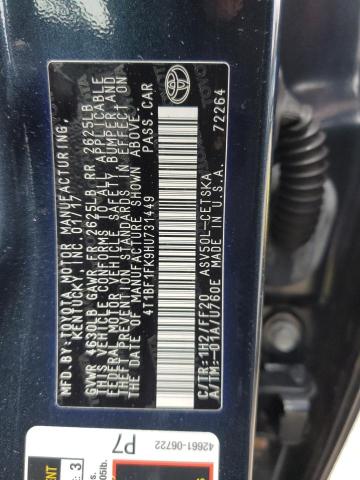 MFD.BY:TOYOTA MOTOR MANUFACTURING,
KENTUCKY, INC. 01/17
GVWR 4630LB GAWR FR 2625LB RR 2625LB
THIS VEHICLE CONFORMS TO ALL APPLICABLE
FEDERAL MOTOR VEHICLE SAFETY, BUMPER AND
THEFT PREVENTION STANDARDS IN EFFECT ON
THE DATE OF MANUFACTURE SHOWN ABOVE.
4T1BF1FK9HU731449 PASS.CAR
C/TR:1H2/FF20 ASV50L-CETSKA
A/TM:-01A/U760E MADE IN U.S.A.
72264
TOYOTA
42661-06722
P7